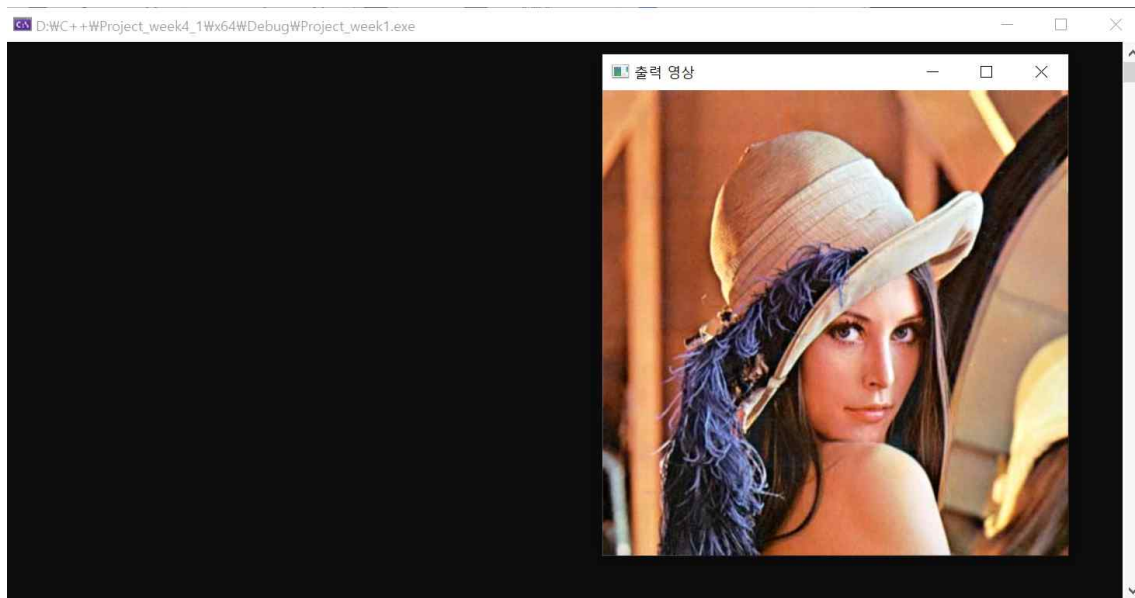 D:₩C++₩Project_week4_1₩x64₩Debug₩Project_week1.exe
출력 영상